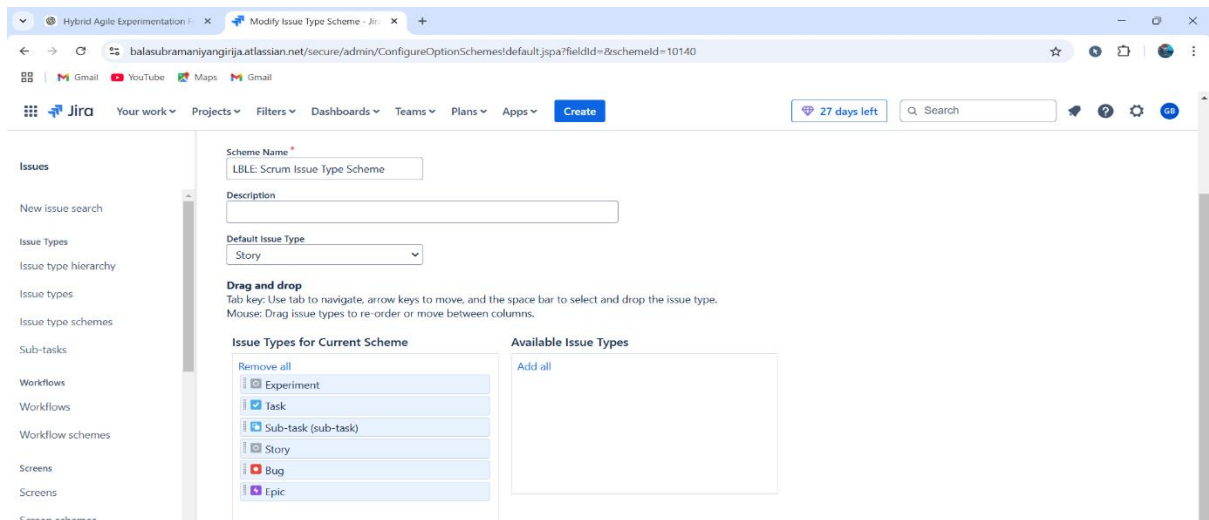 Hybrid Agile Experimentation F
Modify Issue Type Scheme - Jir
balasubramaniyangirija.atlassian.net/secure/admin/ConfigureOptionSchemes!default.jspa?fieldId=&schemeId=10140
Gmail YouTube Maps Gmail
Jira Your work Projects Filters Dashboards Teams Plans Apps Create 27 days left Search GB
Issues
New issue search
Issue Types
Issue type hierarchy
Issue types
Issue type schemes
Sub-tasks
Workflows
Workflows
Workflow schemes
Screens
Screens
Screen schemes
Scheme Name *
LBLE: Scrum Issue Type Scheme
Description
Default Issue Type
Story
Drag and drop
Tab key: Use tab to navigate, arrow keys to move, and the space bar to select and drop the issue type.
Mouse: Drag issue types to re-order or move between columns.
Issue Types for Current Scheme
Remove all
Experiment
Task
Sub-task (sub-task)
Story
Bug
Epic
Available Issue Types
Add all